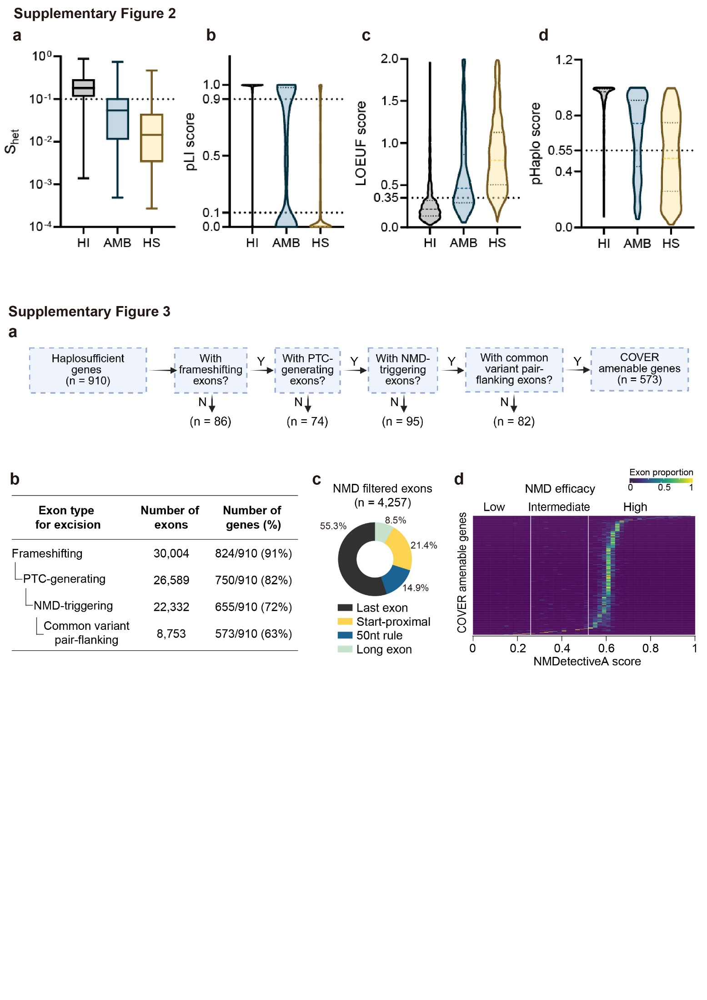 Supplementary Figure 2
a
b
c
d
10⁰
10⁻¹
10⁻²
10⁻³
10⁻⁴
Shet
HI AMB HS
1.0
0.9
0.5
0.1
0.0
pLI score
HI AMB HS
2.0
1.5
1.0
0.5
0.35
0.0
LOEUF score
HI AMB HS
1.2
0.8
0.55
0.4
0.0
pHaplo score
HI AMB HS
Supplementary Figure 3
a
Haplosufficient
genes
(n = 910)
With
frameshifting
exons?
Y
With PTC-
generating
exons?
Y
With NMD-
triggering
exons?
Y
With common
variant pair-
flanking exons?
Y
COVER
amenable genes
(n = 573)
N
(n = 86)
N
(n = 74)
N
(n = 95)
N
(n = 82)
b
Exon type
for excision
Number of
exons
Number of
genes (%)
Frameshifting 30,004 824/910 (91%)
PTC-generating 26,589 750/910 (82%)
NMD-triggering 22,332 655/910 (72%)
Common variant
pair-flanking
8,753 573/910 (63%)
c
NMD filtered exons
(n = 4,257)
55.3%
8.5%
21.4%
14.9%
Last exon
Start-proximal
50nt rule
Long exon
d
Exon proportion
0 0.5 1
NMD efficacy
Low Intermediate High
COVER amenable genes
0 0.2 0.4 0.6 0.8 1
NMDetectiveA score